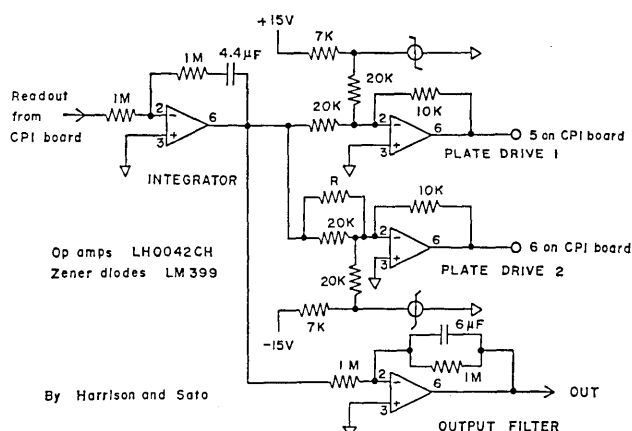 +15V
7K
4.4µF
1M
20K
10K
Readout
from
CPI board
1M
2
3
6
20K
2
3
6
5 on CPI board
PLATE DRIVE 1
INTEGRATOR
R
10K
Op amps LH0042CH
Zener diodes LM399
20K
2
3
6
6 on CPI board
PLATE DRIVE 2
20K
7K
-15V
6µF
1M
1M
2
3
6
OUT
By Harrison and Sato
OUTPUT FILTER